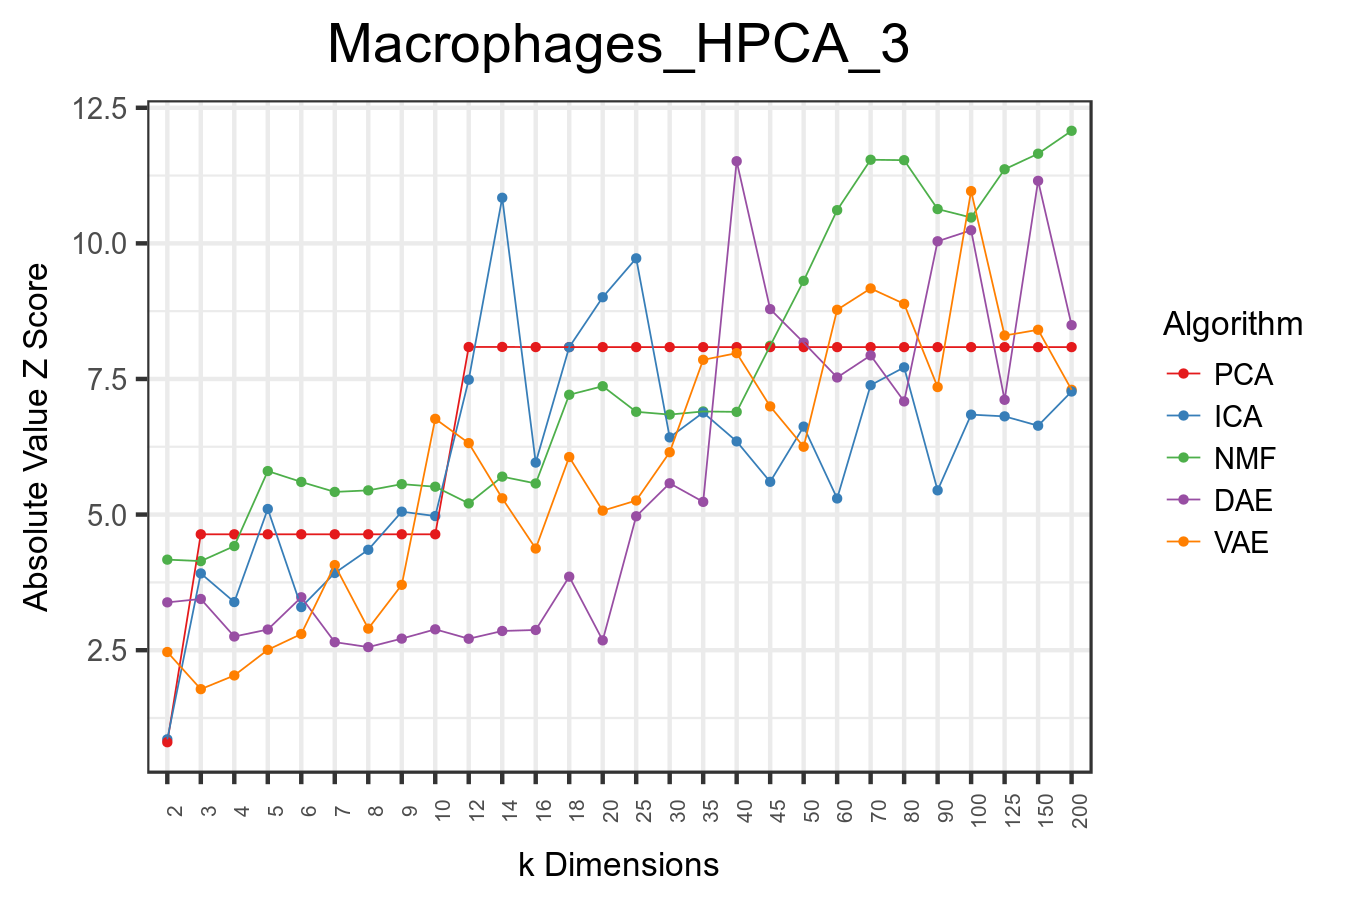 Macrophages_HPCA_3
Absolute Value Z Score
12.5
10.0
7.5
5.0
2.5
2 3 4 5 6 7 8 9 10 12 14 16 18 20 25 30 35 40 45 50 60 70 80 90 100 125 150 200
k Dimensions
Algorithm
PCA
ICA
NMF
DAE
VAE